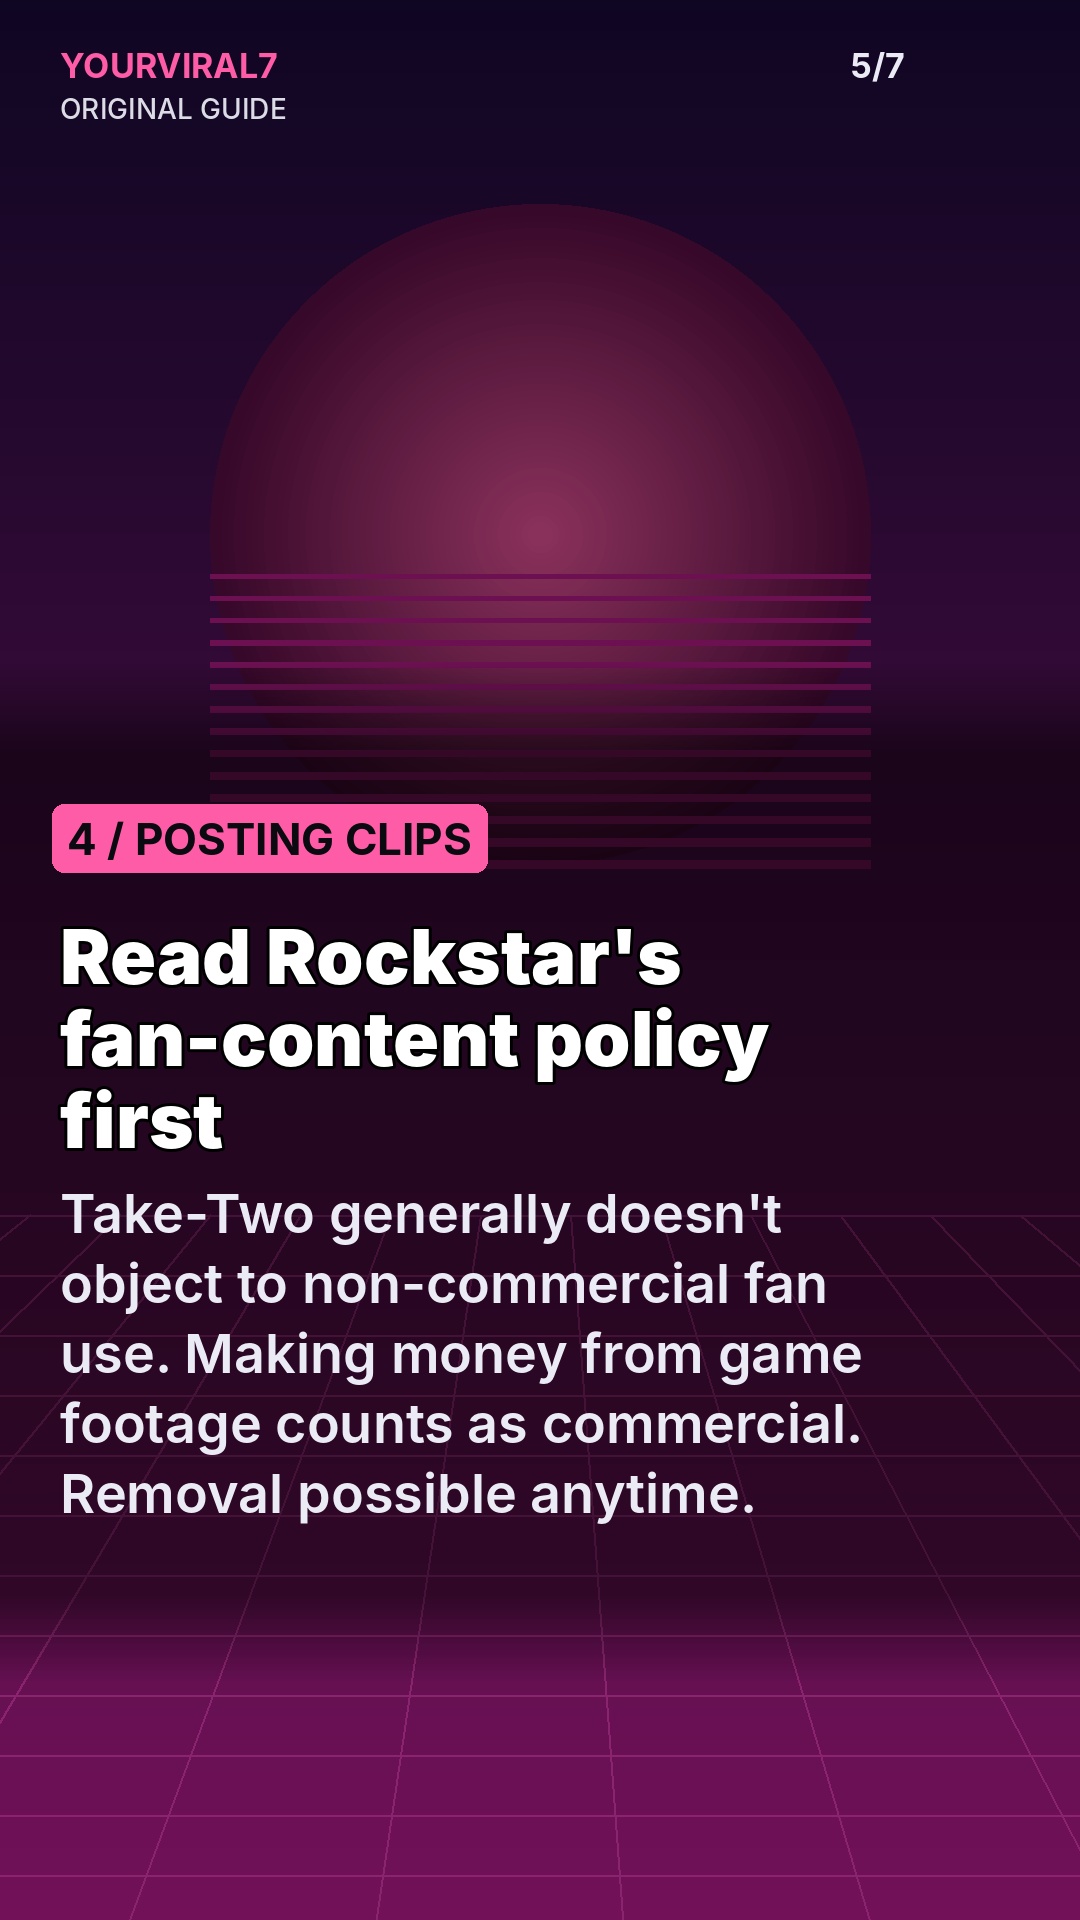 YOURVIRAL7
5/7
ORIGINAL GUIDE
4 / POSTING CLIPS
Read Rockstar's
fan-content policy
first
Take-Two generally doesn't
object to non-commercial fan
use. Making money from game
footage counts as commercial.
Removal possible anytime.